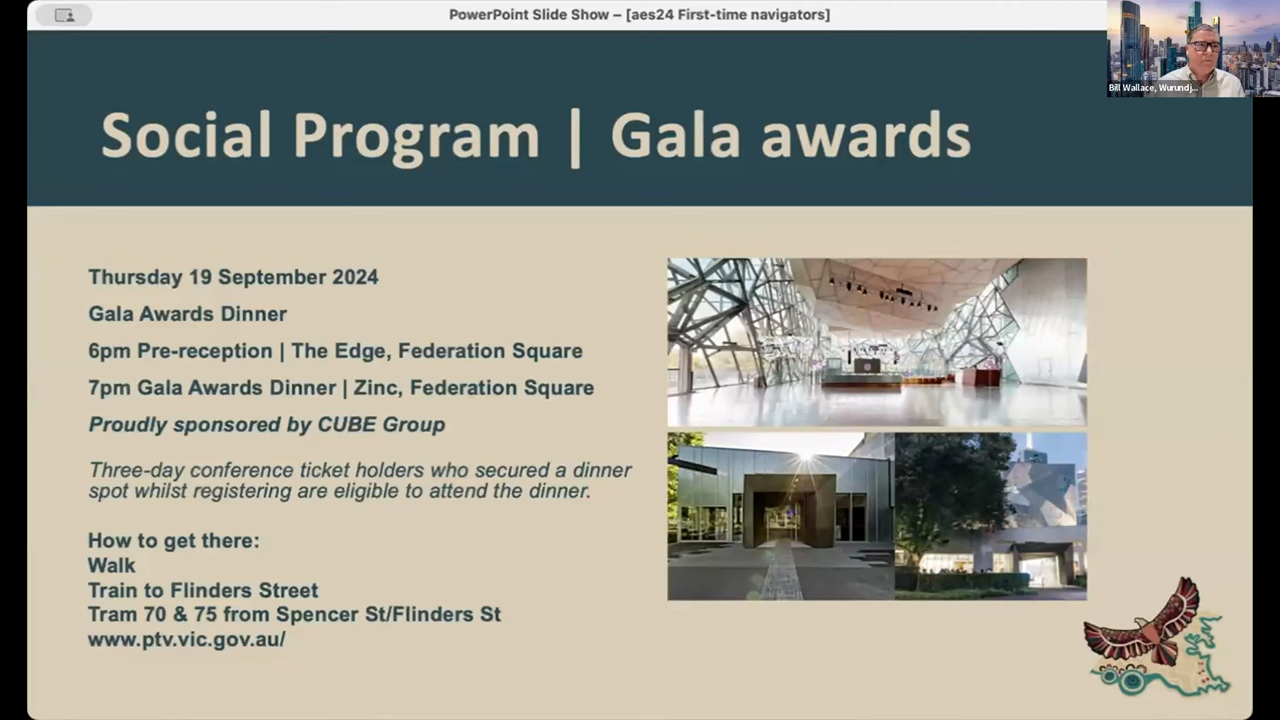 PowerPoint Slide Show – [aes24 First-time navigators]
Bill Wallace, Wurundj...
Social Program | Gala awards
Thursday 19 September 2024
Gala Awards Dinner
6pm Pre-reception | The Edge, Federation Square
7pm Gala Awards Dinner | Zinc, Federation Square
Proudly sponsored by CUBE Group
Three-day conference ticket holders who secured a dinner
spot whilst registering are eligible to attend the dinner.
How to get there:
Walk
Train to Flinders Street
Tram 70 & 75 from Spencer St/Flinders St
www.ptv.vic.gov.au/